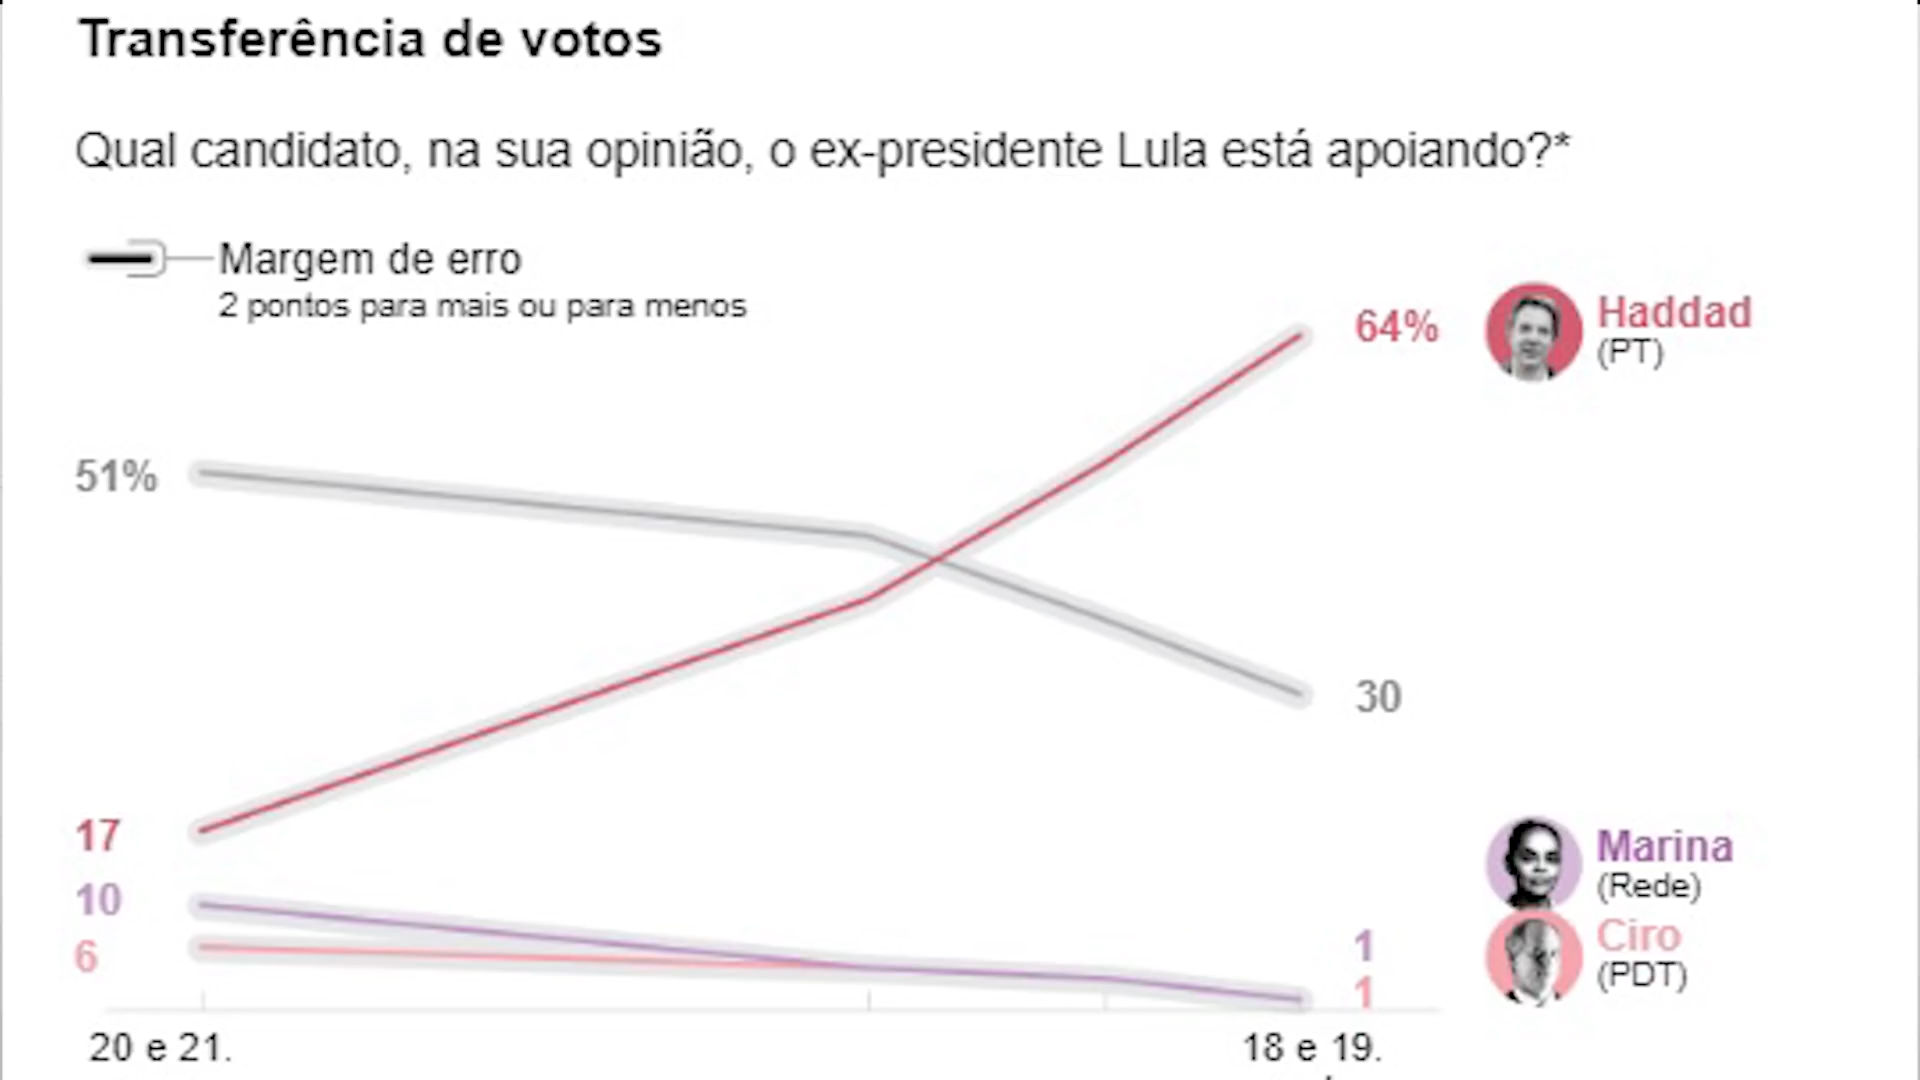 Transferência de votos
Qual candidato, na sua opinião, o ex-presidente Lula está apoiando?*
Margem de erro
2 pontos para mais ou para menos
64%
Haddad
(PT)
51%
30
17
10
6
Marina
(Rede)
1
Ciro
(PDT)
1
20 e 21.
18 e 19.